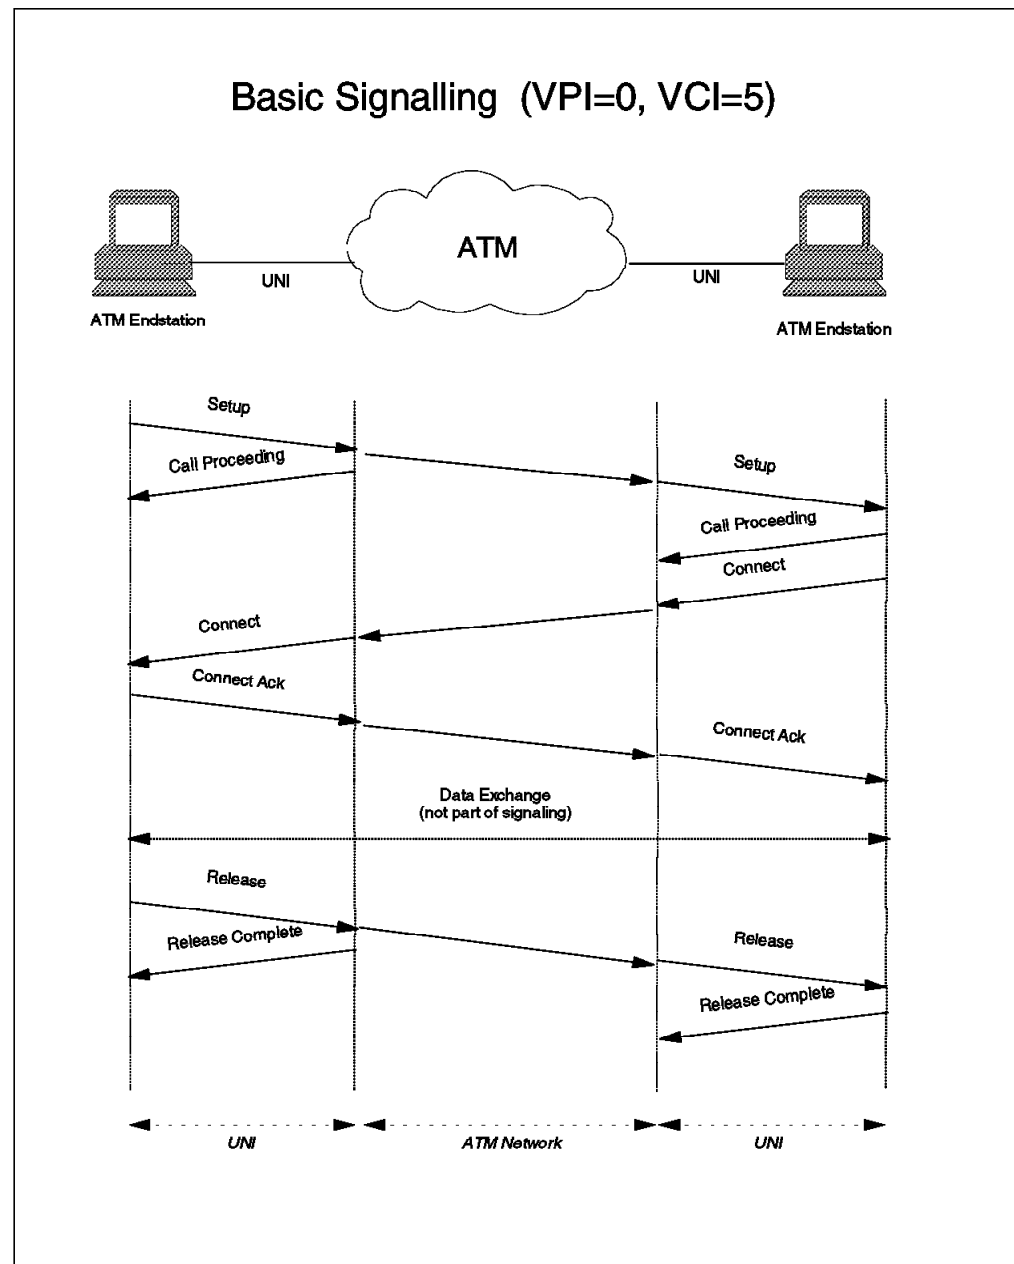 Basic Signalling (VPI=0, VCI=5)
ATM
UNI
UNI
ATM Endstation
ATM Endstation
Setup
Call Proceeding
Setup
Call Proceeding
Connect
Connect
Connect Ack
Connect Ack
Data Exchange
(not part of signaling)
Release
Release Complete
Release
Release Complete
UNI
ATM Network
UNI